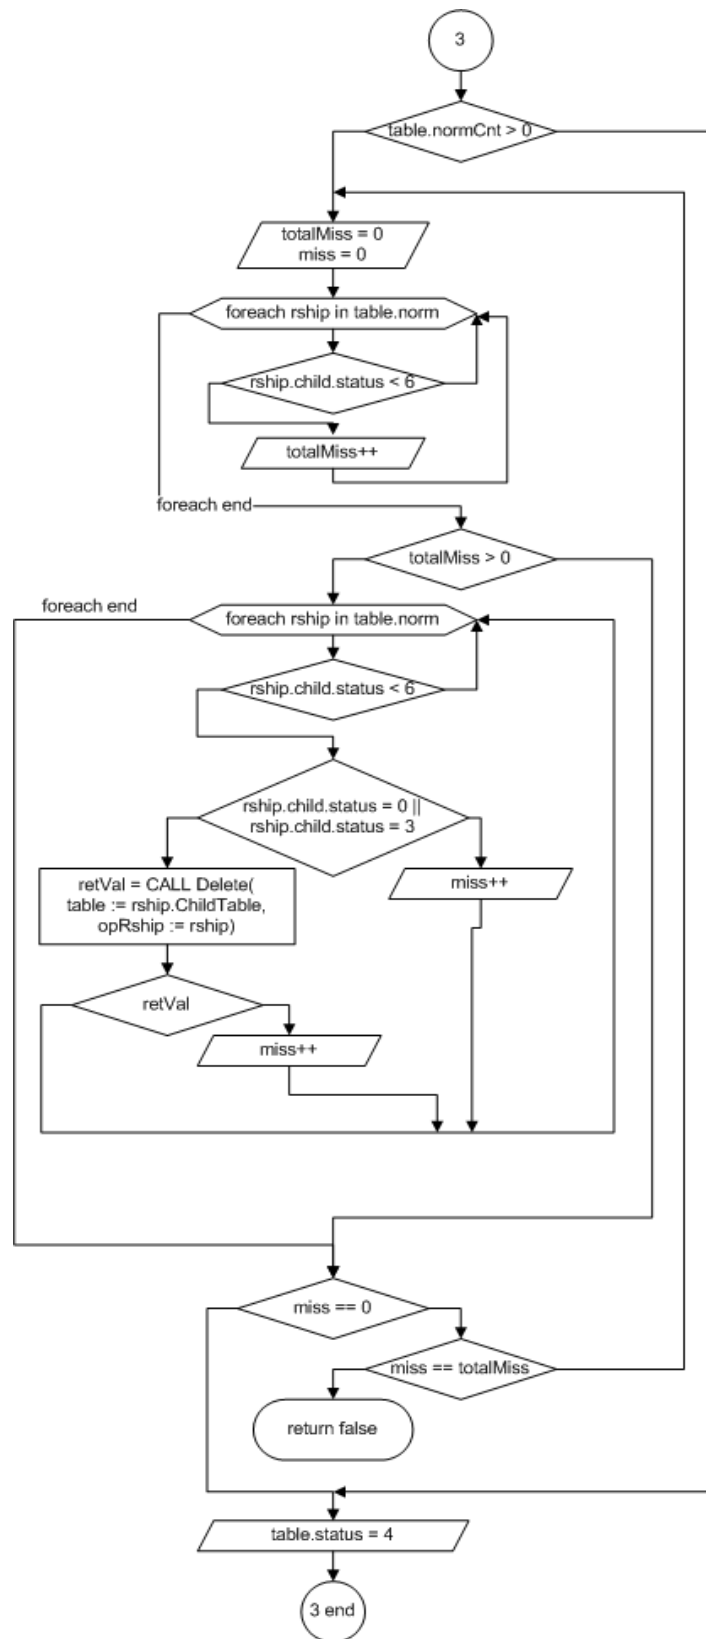 3
table.normCnt > 0
totalMiss = 0
miss = 0
foreach rship in table.norm
rship.child.status < 6
totalMiss++
foreach end
totalMiss > 0
foreach end
foreach rship in table.norm
rship.child.status < 6
rship.child.status = 0 ||
rship.child.status = 3
retVal = CALL Delete(
table := rship.ChildTable,
opRship := rship)
miss++
retVal
miss++
miss == 0
miss == totalMiss
return false
table.status = 4
3 end